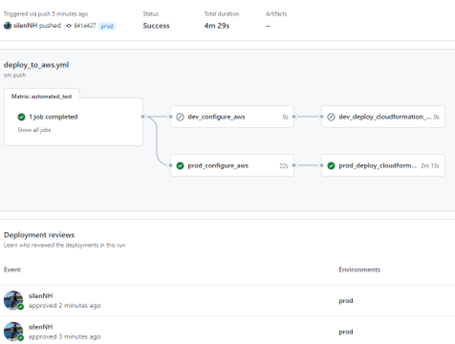 Triggered via push 5 minutes ago
Status
Total duration
Artifacts
silenNH pushed 841d427 prod
Success
4m 29s
–
deploy_to_aws.yml
on: push
Matrix: automated_test
1 job completed
Show all jobs
dev_configure_aws 0s
dev_deploy_cloudformation_... 0s
prod_configure_aws 22s
prod_deploy_cloudform... 2m 13s
Deployment reviews
Learn who reviewed the deployments in this run
Event
Environments
silenNH
approved 2 minutes ago
prod
silenNH
approved 3 minutes ago
prod